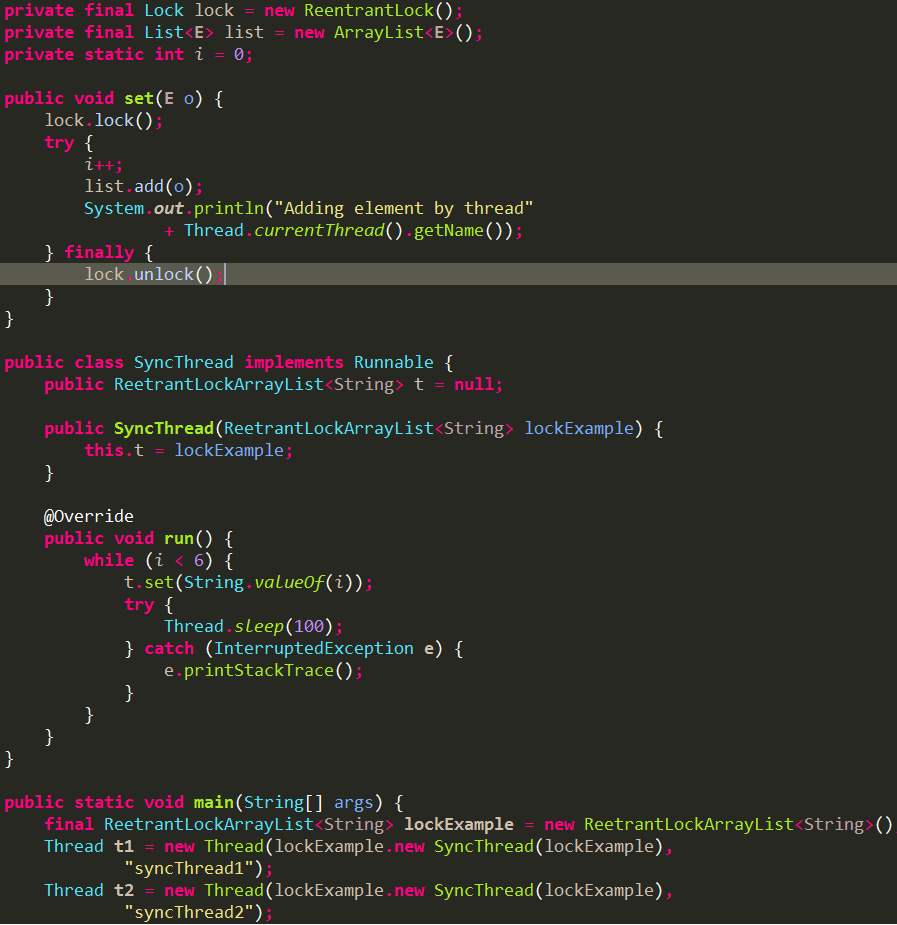 private final Lock lock = new ReentrantLock();
private final List<E> list = new ArrayList<E>();
private static int i = 0;
public void set(E o) {
lock.lock();
try {
i++;
list.add(o);
System.out.println("Adding element by thread"
+ Thread.currentThread().getName());
} finally {
lock.unlock();
}
}
public class SyncThread implements Runnable {
public ReetrantLockArrayList<String> t = null;
public SyncThread(ReetrantLockArrayList<String> lockExample) {
this.t = lockExample;
}
@Override
public void run() {
while (i < 6) {
t.set(String.valueOf(i));
try {
Thread.sleep(100);
} catch (InterruptedException e) {
e.printStackTrace();
}
}
}
}
public static void main(String[] args) {
final ReetrantLockArrayList<String> lockExample = new ReetrantLockArrayList<String>()
Thread t1 = new Thread(lockExample.new SyncThread(lockExample),
"syncThread1");
Thread t2 = new Thread(lockExample.new SyncThread(lockExample),
"syncThread2");